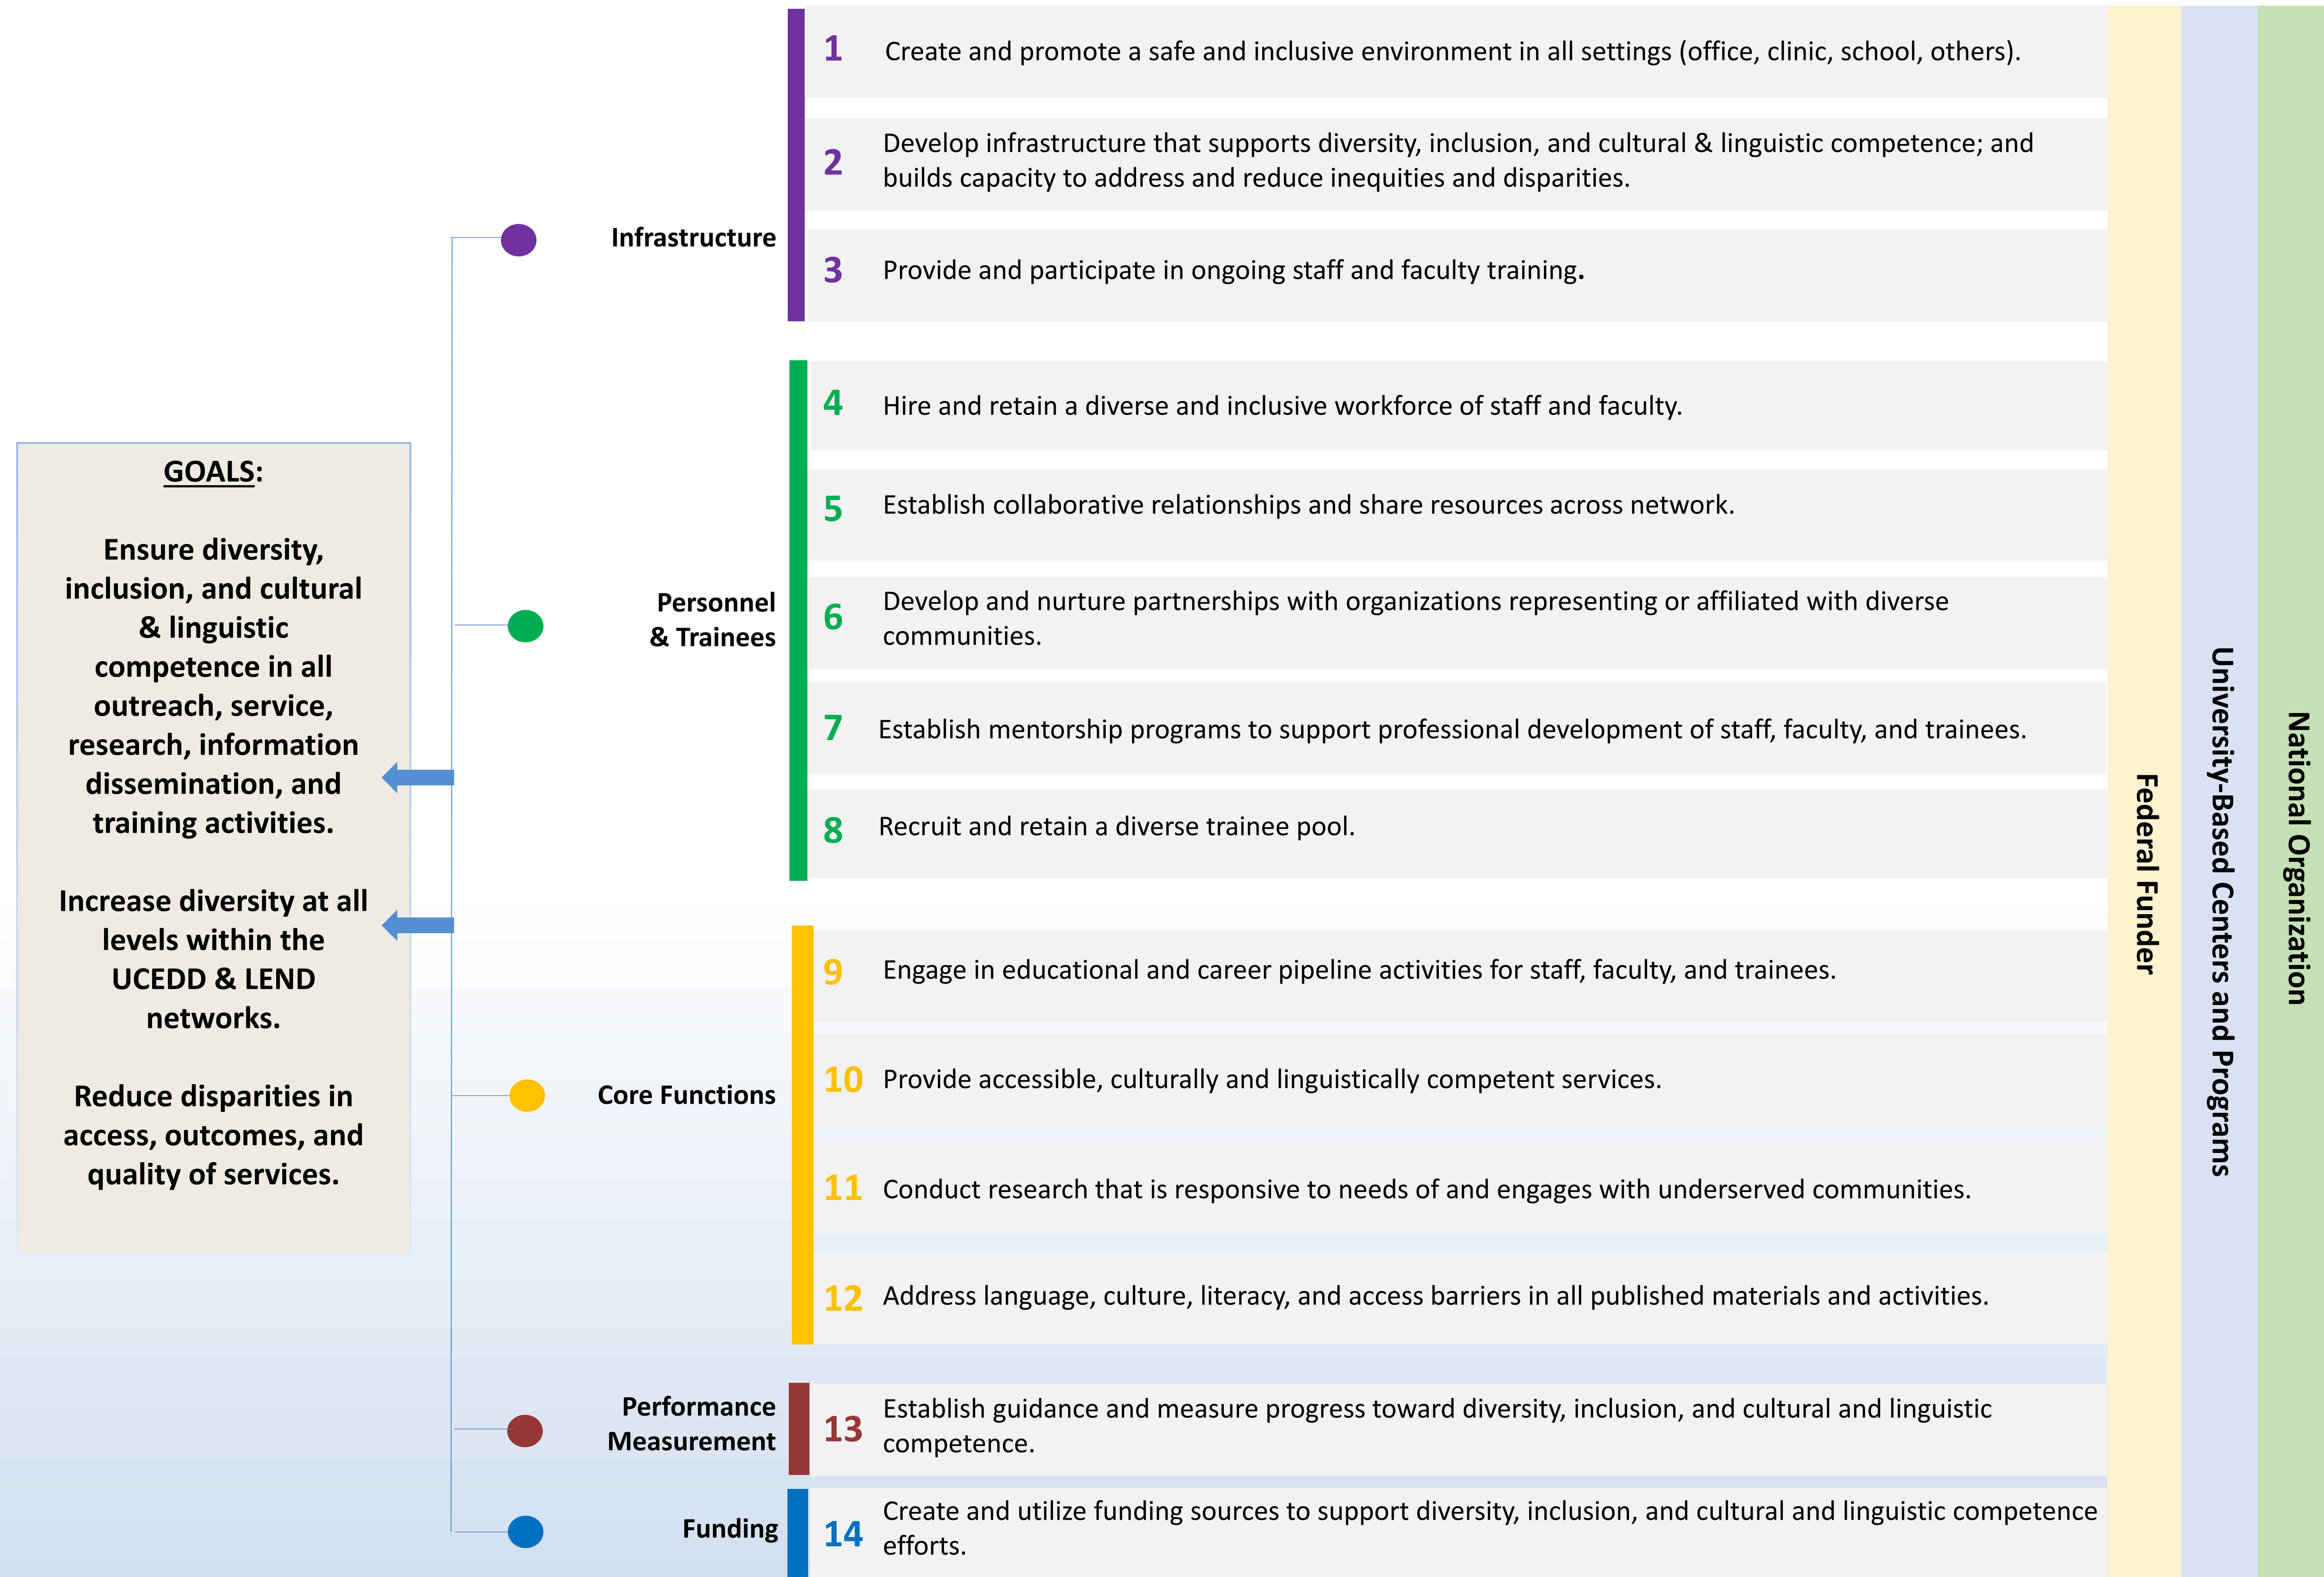 GOALS:
Ensure diversity,
inclusion, and cultural
& linguistic
competence in all
outreach, service,
research, information
dissemination, and
training activities.
Increase diversity at all
levels within the
UCEDD & LEND
networks.
Reduce disparities in
access, outcomes, and
quality of services.
Infrastructure
1 Create and promote a safe and inclusive environment in all settings (office, clinic, school, others).
2 Develop infrastructure that supports diversity, inclusion, and cultural & linguistic competence; and
builds capacity to address and reduce inequities and disparities.
3 Provide and participate in ongoing staff and faculty training.
Personnel
& Trainees
4 Hire and retain a diverse and inclusive workforce of staff and faculty.
5 Establish collaborative relationships and share resources across network.
6 Develop and nurture partnerships with organizations representing or affiliated with diverse
communities.
7 Establish mentorship programs to support professional development of staff, faculty, and trainees.
8 Recruit and retain a diverse trainee pool.
Core Functions
9 Engage in educational and career pipeline activities for staff, faculty, and trainees.
10 Provide accessible, culturally and linguistically competent services.
11 Conduct research that is responsive to needs of and engages with underserved communities.
12 Address language, culture, literacy, and access barriers in all published materials and activities.
Performance
Measurement
13 Establish guidance and measure progress toward diversity, inclusion, and cultural and linguistic
competence.
Funding
14 Create and utilize funding sources to support diversity, inclusion, and cultural and linguistic competence
efforts.
Federal Funder
University-Based Centers and Programs
National Organization